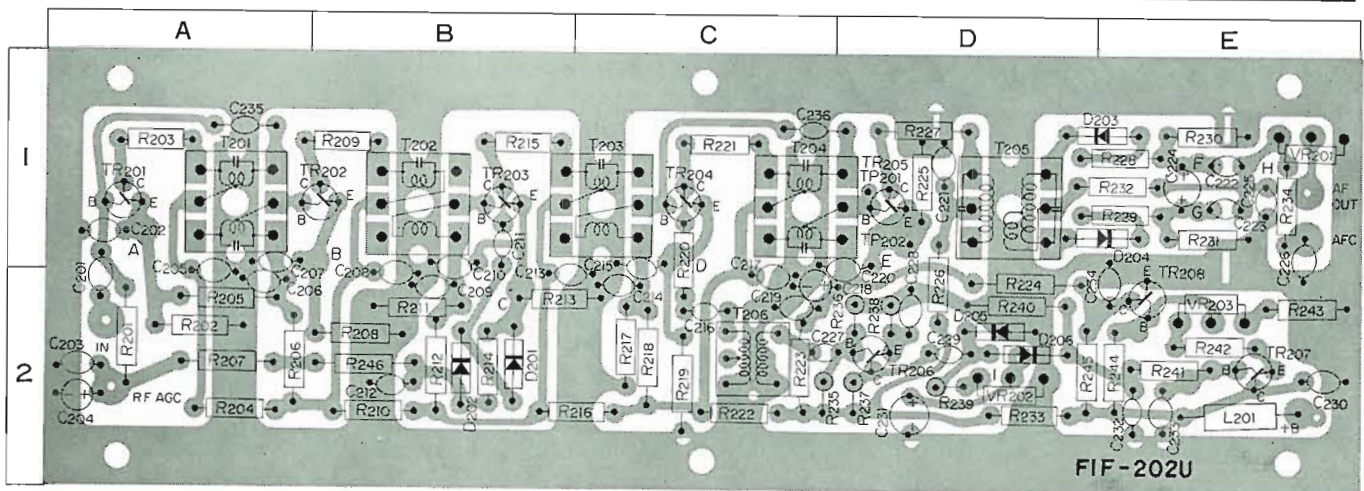 A B C D E
1
2
C235 C236 D203
R203 T201 R209 T202 R215 T203 R221 T204 R227 T205 R230
VR201
R228 C224 F C222 C225 H
TR201 TR202 TR203 TR204 TR205 TP201 R225 C221 R232 R234 AF OUT
C B E C B E C B E C B E C B E
R229 G C223
C202 A B C211 R220 D TP202 E R231 AFC
D204
C201 C205 C207 C206 C208 C210 C209 C213 C215 C214 C217 C219 C218 C220 C228 R226 R224 C234 TR208 C226
R205 R211 C R213 R236 R238 R240 E B C VR203 R243
R201 R202 R208 C216 T206 C227 D205
IN
C203 R207 R206 R246 R212 R214 D201 R217 R218 R219 R223 B E C TR206 C229 D206 R245 R244 R242 TR207
R241 B E C
RF AGC C212 D202 I
C204 R204 R210 R216 R222 R235 R237 C231 R239 VR202 R233 C232 C233 L201 +B C230
FIF-202U